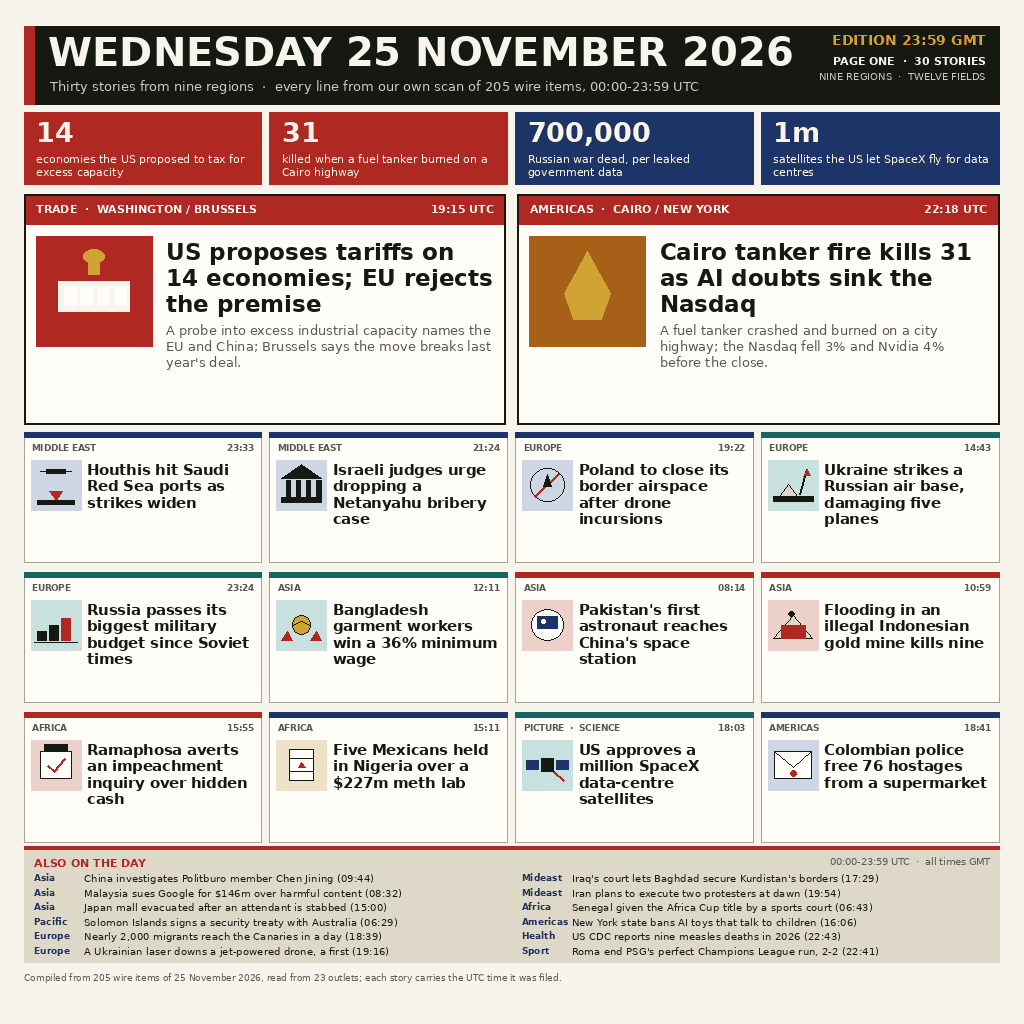 WEDNESDAY 25 NOVEMBER 2026
Thirty stories from nine regions · every line from our own scan of 205 wire items, 00:00-23:59 UTC
EDITION 23:59 GMT
PAGE ONE · 30 STORIES
NINE REGIONS · TWELVE FIELDS
14
economies the US proposed to tax for
excess capacity
31
killed when a fuel tanker burned on a
Cairo highway
700,000
Russian war dead, per leaked
government data
1m
satellites the US let SpaceX fly for data
centres
TRADE · WASHINGTON / BRUSSELS 19:15 UTC
US proposes tariffs on
14 economies; EU rejects
the premise
A probe into excess industrial capacity names the
EU and China; Brussels says the move breaks last
year's deal.
AMERICAS · CAIRO / NEW YORK 22:18 UTC
Cairo tanker fire kills 31
as AI doubts sink the
Nasdaq
A fuel tanker crashed and burned on a city
highway; the Nasdaq fell 3% and Nvidia 4%
before the close.
MIDDLE EAST 23:33
Houthis hit Saudi
Red Sea ports as
strikes widen
MIDDLE EAST 21:24
Israeli judges urge
dropping a
Netanyahu bribery
case
EUROPE 19:22
Poland to close its
border airspace
after drone
incursions
EUROPE 14:43
Ukraine strikes a
Russian air base,
damaging five
planes
EUROPE 23:24
Russia passes its
biggest military
budget since Soviet
times
ASIA 12:11
Bangladesh
garment workers
win a 36% minimum
wage
ASIA 08:14
Pakistan's first
astronaut reaches
China's space
station
ASIA 10:59
Flooding in an
illegal Indonesian
gold mine kills nine
AFRICA 15:55
Ramaphosa averts
an impeachment
inquiry over hidden
cash
AFRICA 15:11
Five Mexicans held
in Nigeria over a
$227m meth lab
PICTURE · SCIENCE 18:03
US approves a
million SpaceX
data-centre
satellites
AMERICAS 18:41
Colombian police
free 76 hostages
from a supermarket
ALSO ON THE DAY
00:00-23:59 UTC · all times GMT
Asia China investigates Politburo member Chen Jining (09:44)
Asia Malaysia sues Google for $146m over harmful content (08:32)
Asia Japan mall evacuated after an attendant is stabbed (15:00)
Pacific Solomon Islands signs a security treaty with Australia (06:29)
Europe Nearly 2,000 migrants reach the Canaries in a day (18:39)
Europe A Ukrainian laser downs a jet-powered drone, a first (19:16)
Mideast Iraq's court lets Baghdad secure Kurdistan's borders (17:29)
Mideast Iran plans to execute two protesters at dawn (19:54)
Africa Senegal given the Africa Cup title by a sports court (06:43)
Americas New York state bans AI toys that talk to children (16:06)
Health US CDC reports nine measles deaths in 2026 (22:43)
Sport Roma end PSG's perfect Champions League run, 2-2 (22:41)
Compiled from 205 wire items of 25 November 2026, read from 23 outlets; each story carries the UTC time it was filed.